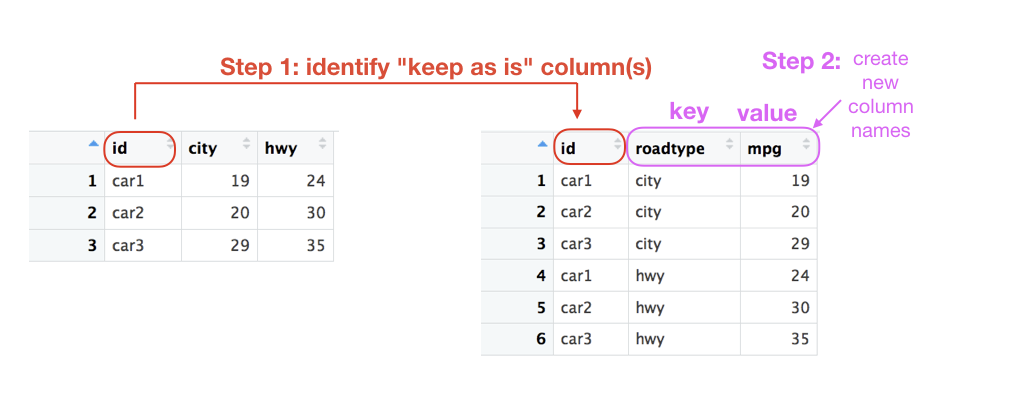 Step 1: identify "keep as is" column(s)
Step 2: create
new
column
names
key value
id city hwy
1 car1 19 24
2 car2 20 30
3 car3 29 35
id roadtype mpg
1 car1 city 19
2 car2 city 20
3 car3 city 29
4 car1 hwy 24
5 car2 hwy 30
6 car3 hwy 35